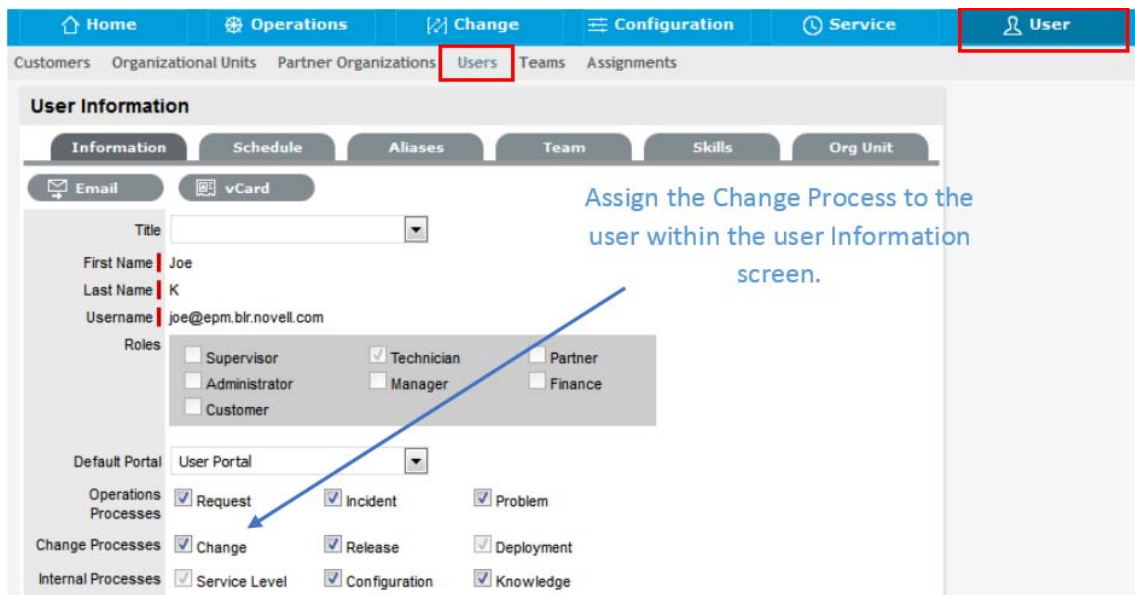 Home Operations Change Configuration Service User
Customers Organizational Units Partner Organizations Users Teams Assignments
User Information
Information Schedule Aliases Team Skills Org Unit
Email vCard
Assign the Change Process to the
user within the user Information
screen.
Title
First Name Joe
Last Name K
Username joe@epm.blr.novell.com
Roles
Supervisor Technician Partner
Administrator Manager Finance
Customer
Default Portal User Portal
Operations
Processes
Request Incident Problem
Change Processes Change Release Deployment
Internal Processes Service Level Configuration Knowledge